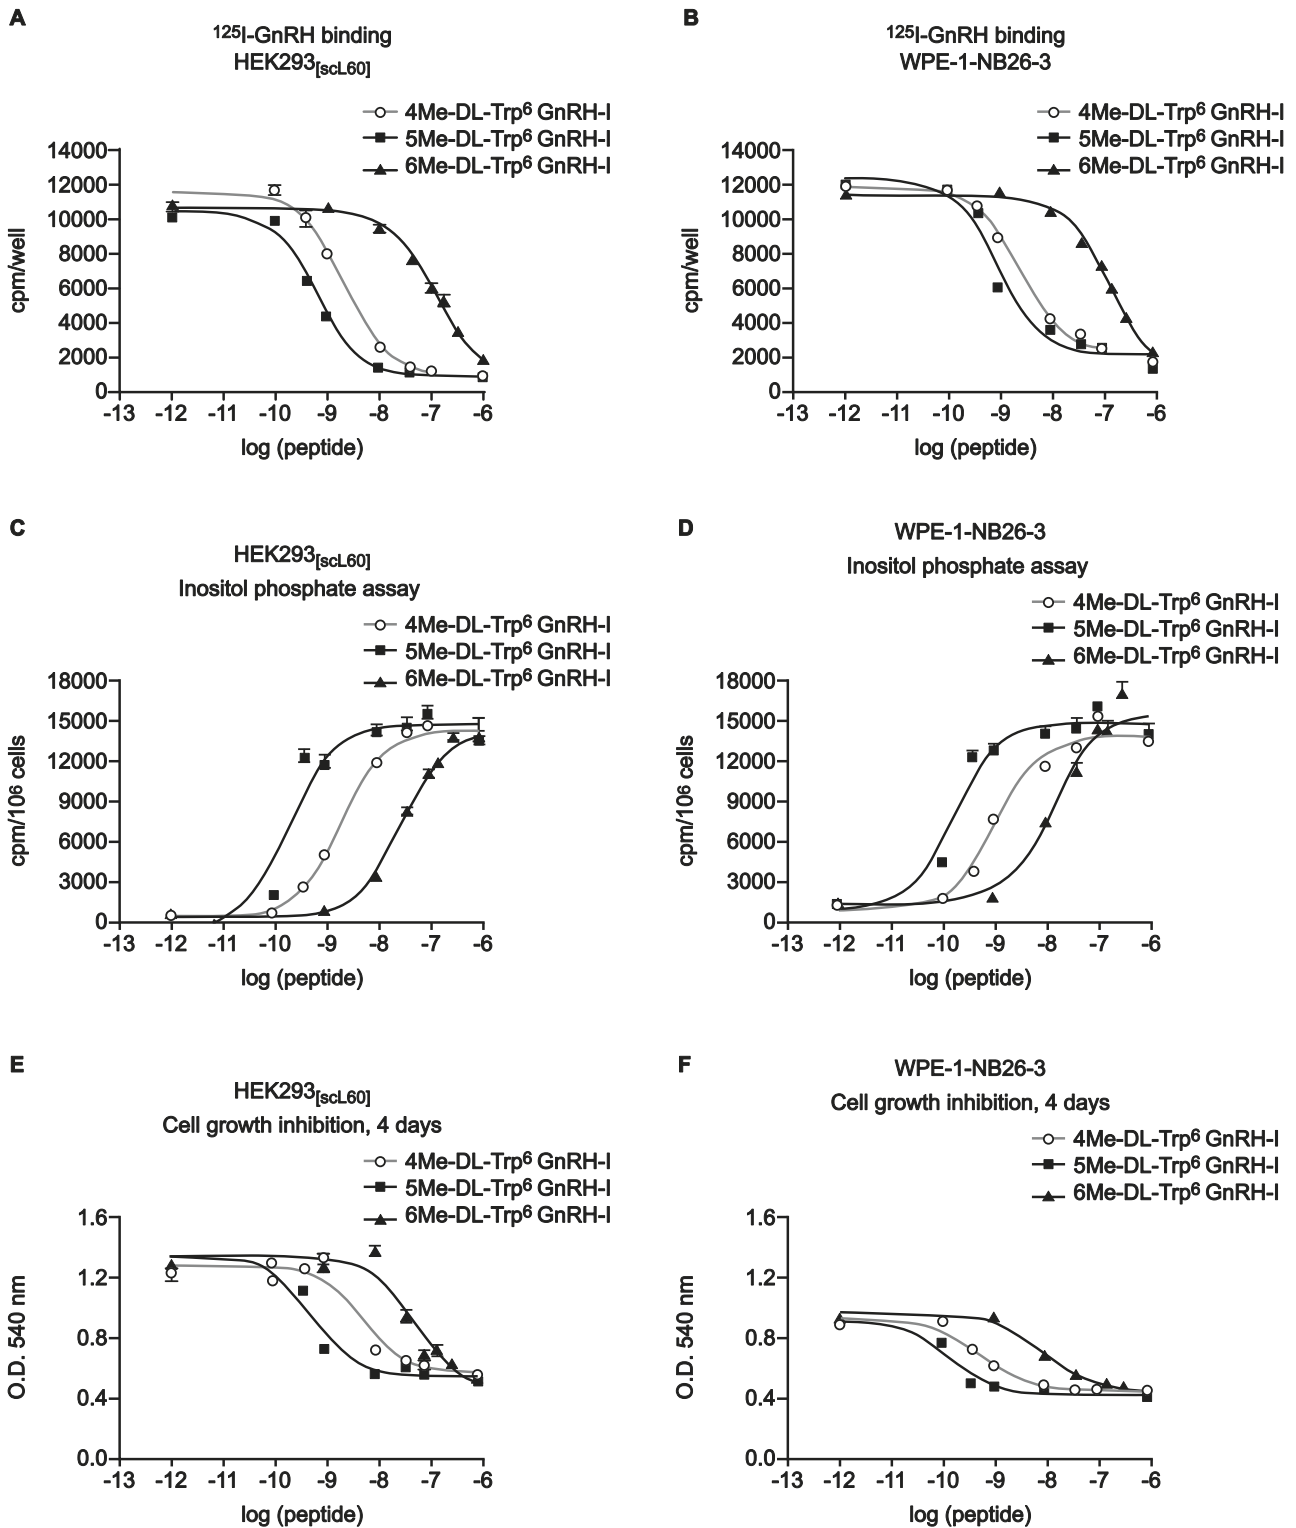 A
125I-GnRH binding
HEK293[scL60]
4Me-DL-Trp6 GnRH-I
5Me-DL-Trp6 GnRH-I
6Me-DL-Trp6 GnRH-I
14000
12000
10000
8000
6000
4000
2000
0
cpm/well
-13 -12 -11 -10 -9 -8 -7 -6
log (peptide)
B
125I-GnRH binding
WPE-1-NB26-3
4Me-DL-Trp6 GnRH-I
5Me-DL-Trp6 GnRH-I
6Me-DL-Trp6 GnRH-I
14000
12000
10000
8000
6000
4000
2000
0
cpm/well
-13 -12 -11 -10 -9 -8 -7 -6
log (peptide)
C
HEK293[scL60]
Inositol phosphate assay
4Me-DL-Trp6 GnRH-I
5Me-DL-Trp6 GnRH-I
6Me-DL-Trp6 GnRH-I
18000
15000
12000
9000
6000
3000
0
cpm/106 cells
-13 -12 -11 -10 -9 -8 -7 -6
log (peptide)
D
WPE-1-NB26-3
Inositol phosphate assay
4Me-DL-Trp6 GnRH-I
5Me-DL-Trp6 GnRH-I
6Me-DL-Trp6 GnRH-I
18000
15000
12000
9000
6000
3000
0
cpm/106 cells
-13 -12 -11 -10 -9 -8 -7 -6
log (peptide)
E
HEK293[scL60]
Cell growth inhibition, 4 days
4Me-DL-Trp6 GnRH-I
5Me-DL-Trp6 GnRH-I
6Me-DL-Trp6 GnRH-I
1.6
1.2
0.8
0.4
0.0
O.D. 540 nm
-13 -12 -11 -10 -9 -8 -7 -6
log (peptide)
F
WPE-1-NB26-3
Cell growth inhibition, 4 days
4Me-DL-Trp6 GnRH-I
5Me-DL-Trp6 GnRH-I
6Me-DL-Trp6 GnRH-I
1.6
1.2
0.8
0.4
0.0
O.D. 540 nm
-13 -12 -11 -10 -9 -8 -7 -6
log (peptide)